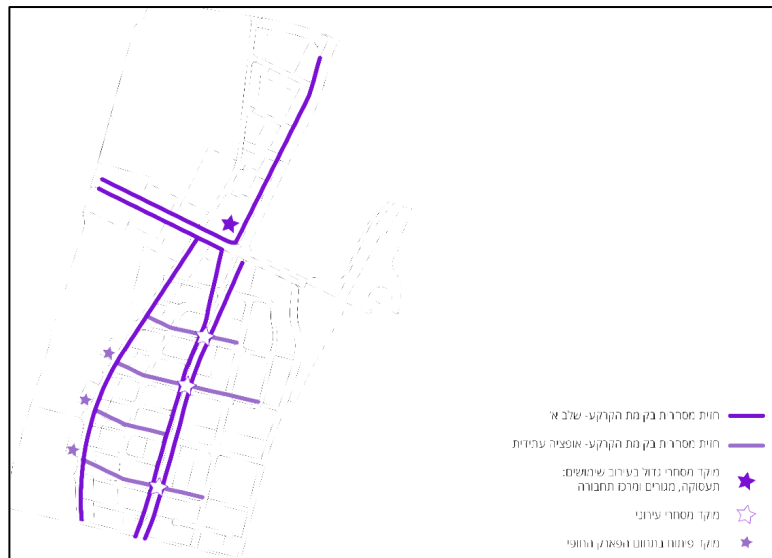 חזית מסחרית בקומת הקרקע- שלב א'
חזית מסחרית בקומת הקרקע- אופציה עתידית
מוקד מסחרי גדול בעירוב שימושים:
תעסוקה, מגורים ומרכז תחבורה
מוקד מסחרי עירוני
מוקד פיתוח בתחום הפארק החופי